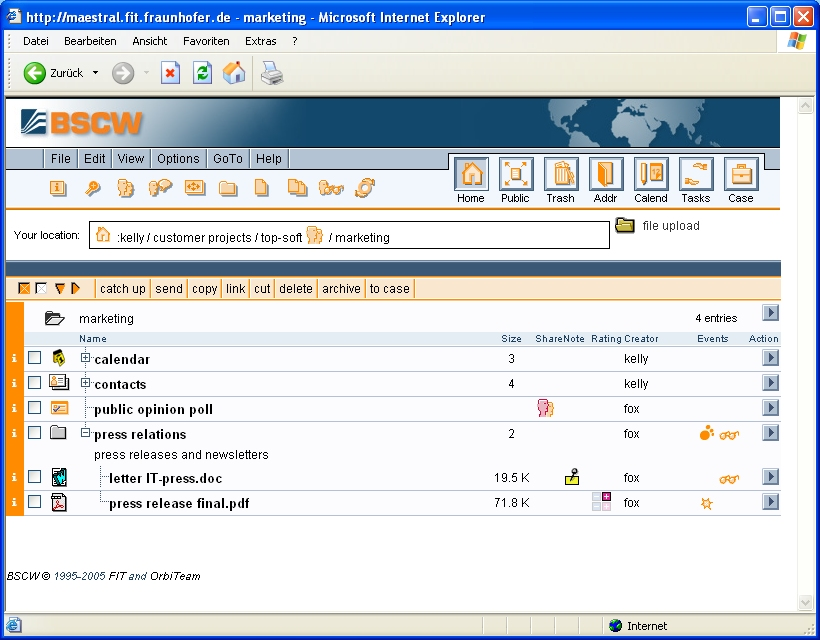 http://maestral.fit.fraunhofer.de - marketing - Microsoft Internet Explorer
Datei Bearbeiten Ansicht Favoriten Extras ?
Zurück
BSCW
File Edit View Options GoTo Help
Home Public Trash Addr Calend Tasks Case
Your location: :kelly / customer projects / top-soft / marketing
file upload
catch up send copy link cut delete archive to case
marketing 4 entries
Name Size Share Note Rating Creator Events Action
i calendar 3 kelly
i contacts 4 kelly
i public opinion poll fox
i press relations 2 fox
press releases and newsletters
i letter IT-press.doc 19.5 K fox
i press release final.pdf 71.8 K fox
BSCW © 1995-2005 FIT and OrbiTeam
Internet